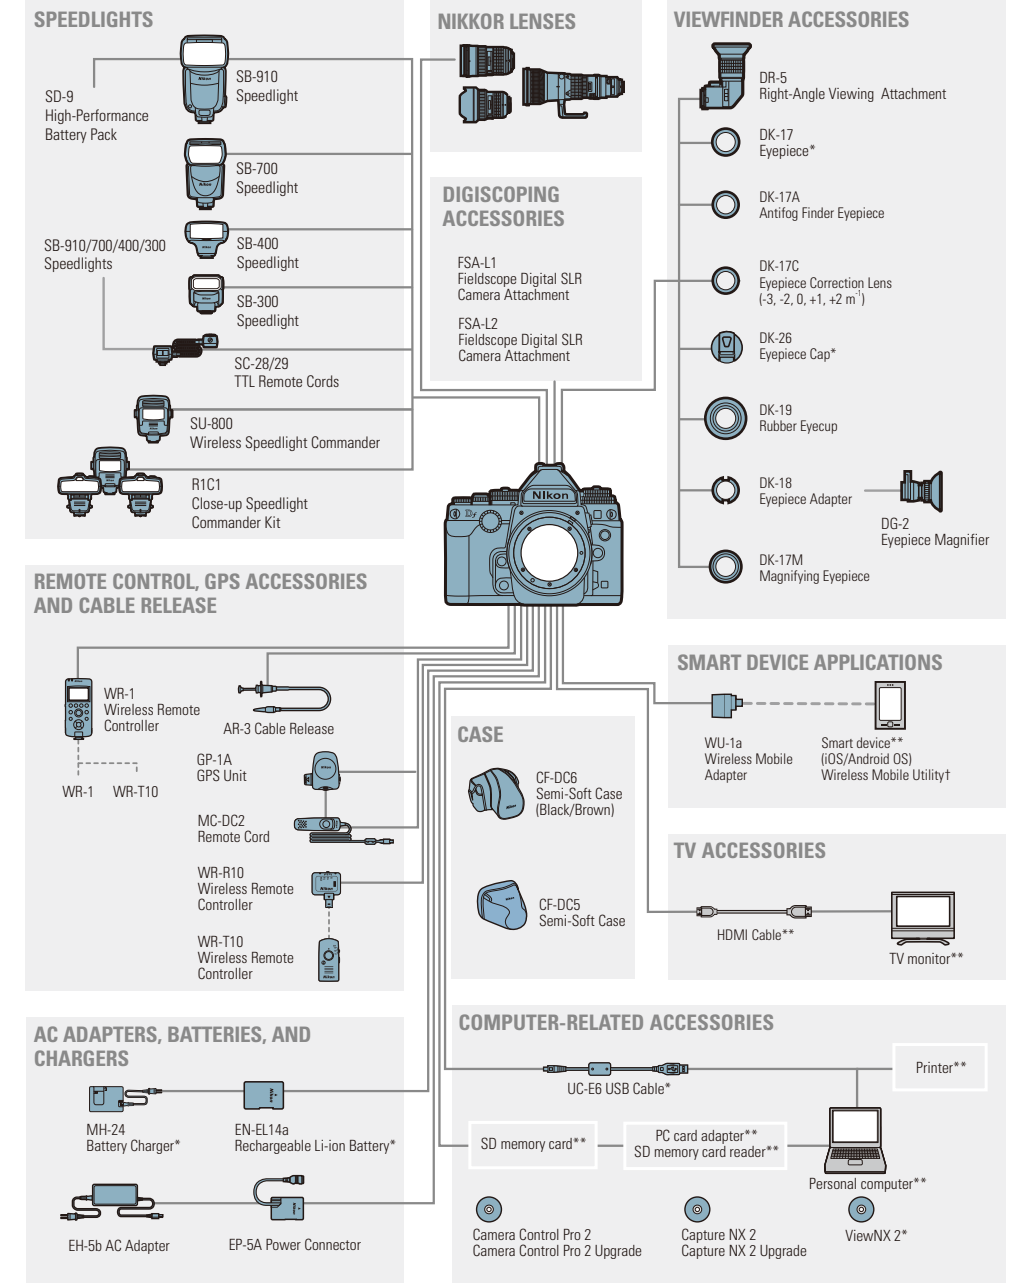 SPEEDLIGHTS
SD-9
High-Performance
Battery Pack
SB-910
Speedlight
SB-700
Speedlight
SB-910/700/400/300
Speedlights
SB-400
Speedlight
SB-300
Speedlight
SC-28/29
TTL Remote Cords
SU-800
Wireless Speedlight Commander
R1C1
Close-up Speedlight
Commander Kit
NIKKOR LENSES
DIGISCOPING
ACCESSORIES
FSA-L1
Fieldscope Digital SLR
Camera Attachment
FSA-L2
Fieldscope Digital SLR
Camera Attachment
VIEWFINDER ACCESSORIES
DR-5
Right-Angle Viewing Attachment
DK-17
Eyepiece*
DK-17A
Antifog Finder Eyepiece
DK-17C
Eyepiece Correction Lens
(-3, -2, 0, +1, +2 m⁻¹)
DK-26
Eyepiece Cap*
DK-19
Rubber Eyecup
DK-18
Eyepiece Adapter
DG-2
Eyepiece Magnifier
DK-17M
Magnifying Eyepiece
Nikon
Df
REMOTE CONTROL, GPS ACCESSORIES
AND CABLE RELEASE
WR-1
Wireless Remote
Controller
WR-1 WR-T10
AR-3 Cable Release
GP-1A
GPS Unit
MC-DC2
Remote Cord
WR-R10
Wireless Remote
Controller
WR-T10
Wireless Remote
Controller
CASE
CF-DC6
Semi-Soft Case
(Black/Brown)
CF-DC5
Semi-Soft Case
SMART DEVICE APPLICATIONS
WU-1a
Wireless Mobile
Adapter
Smart device**
(iOS/Android OS)
Wireless Mobile Utility†
TV ACCESSORIES
HDMI Cable**
TV monitor**
AC ADAPTERS, BATTERIES, AND
CHARGERS
MH-24
Battery Charger*
EN-EL14a
Rechargeable Li-ion Battery*
EH-5b AC Adapter
EP-5A Power Connector
COMPUTER-RELATED ACCESSORIES
UC-E6 USB Cable*
Printer**
SD memory card**
PC card adapter**
SD memory card reader**
Personal computer**
Camera Control Pro 2
Camera Control Pro 2 Upgrade
Capture NX 2
Capture NX 2 Upgrade
ViewNX 2*